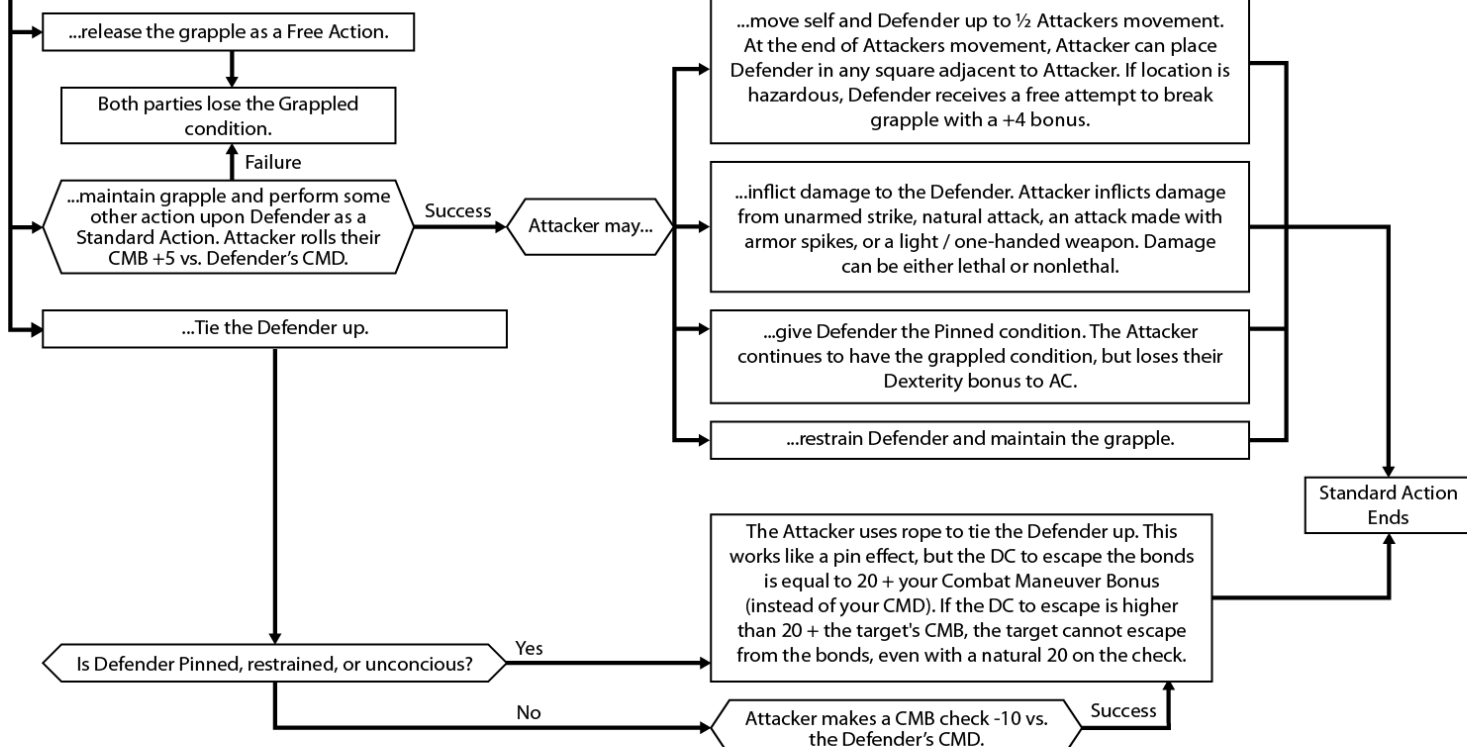 ...release the grapple as a Free Action.
Both parties lose the Grappled
condition.
Failure
...maintain grapple and perform some
other action upon Defender as a
Standard Action. Attacker rolls their
CMB +5 vs. Defender’s CMD.
Success
Attacker may...
...move self and Defender up to ½ Attackers movement.
At the end of Attackers movement, Attacker can place
Defender in any square adjacent to Attacker. If location is
hazardous, Defender receives a free attempt to break
grapple with a +4 bonus.
...inflict damage to the Defender. Attacker inflicts damage
from unarmed strike, natural attack, an attack made with
armor spikes, or a light / one-handed weapon. Damage
can be either lethal or nonlethal.
...give Defender the Pinned condition. The Attacker
continues to have the grappled condition, but loses their
Dexterity bonus to AC.
...restrain Defender and maintain the grapple.
Standard Action
Ends
...Tie the Defender up.
Is Defender Pinned, restrained, or unconcious?
Yes
The Attacker uses rope to tie the Defender up. This
works like a pin effect, but the DC to escape the bonds
is equal to 20 + your Combat Maneuver Bonus
(instead of your CMD). If the DC to escape is higher
than 20 + the target's CMB, the target cannot escape
from the bonds, even with a natural 20 on the check.
No
Attacker makes a CMB check -10 vs.
the Defender’s CMD.
Success